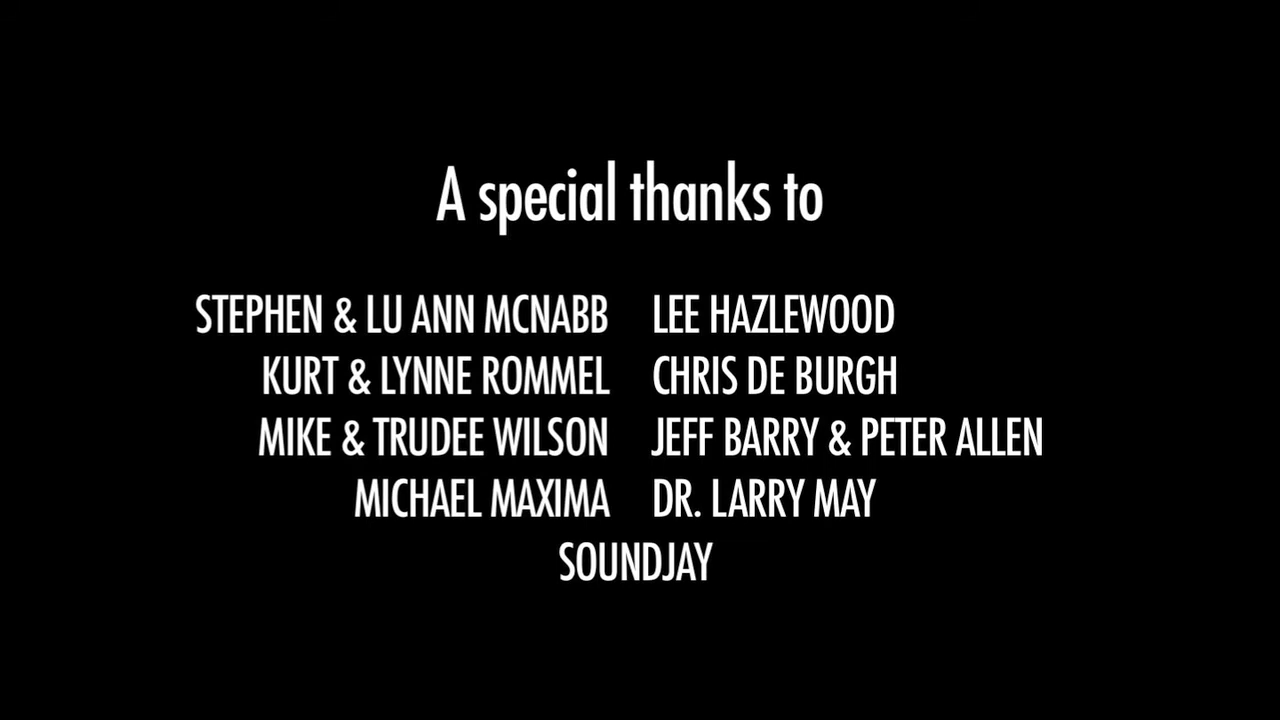 A special thanks to
STEPHEN & LU ANN MCNABB LEE HAZLEWOOD
KURT & LYNNE ROMMEL CHRIS DE BURGH
MIKE & TRUDEE WILSON JEFF BARRY & PETER ALLEN
MICHAEL MAXIMA DR. LARRY MAY
SOUNDJAY